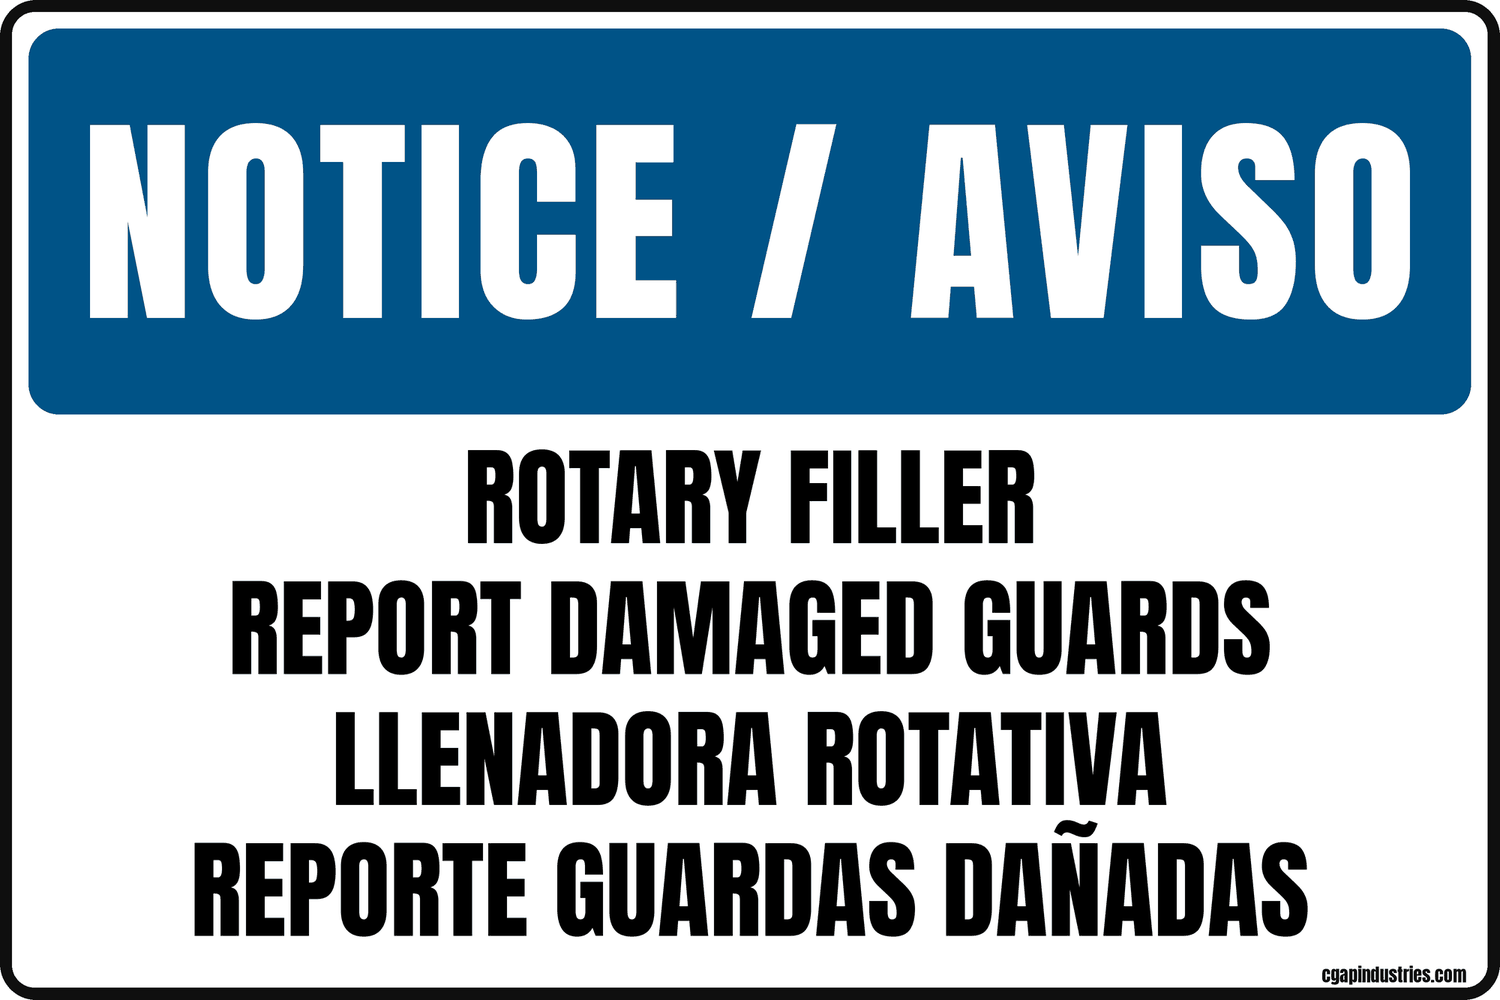 NOTICE / AVISO
ROTARY FILLER
REPORT DAMAGED GUARDS
LLENADORA ROTATIVA
REPORTE GUARDAS DAÑADAS
cgapindustries.com